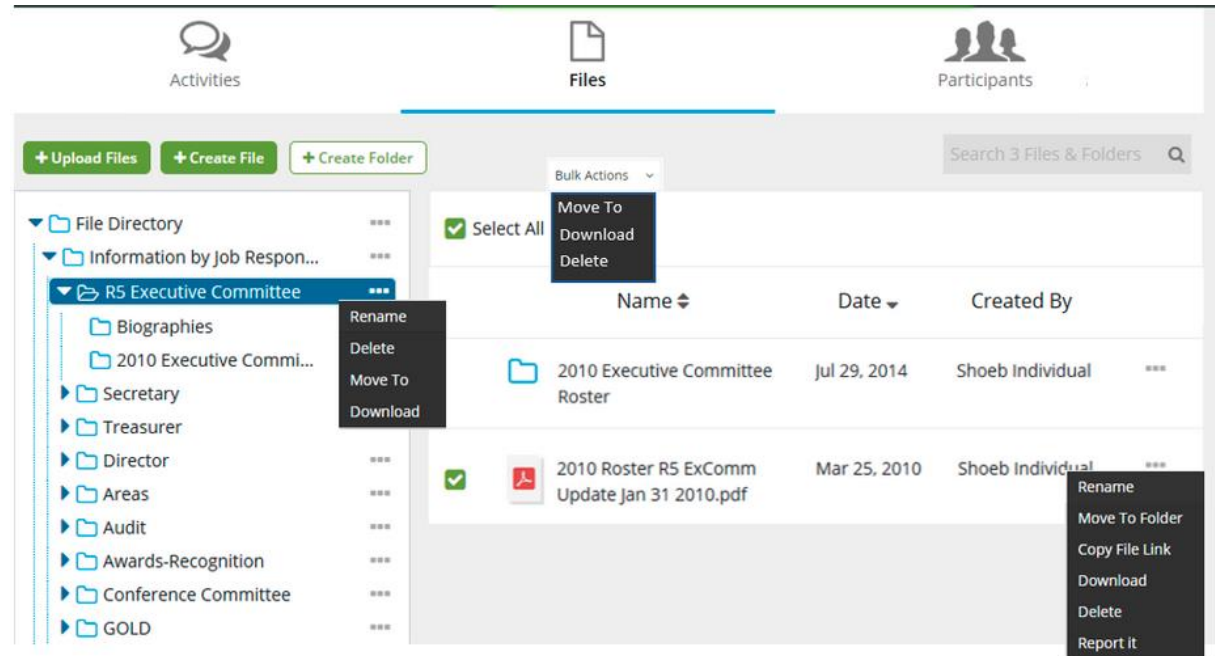 Activities
Files
Participants
+ Upload Files
+ Create File
+ Create Folder
Search 3 Files & Folders
Bulk Actions
Move To
Download
Delete
File Directory
Information by Job Respon...
R5 Executive Committee
Biographies
2010 Executive Commi...
Secretary
Treasurer
Director
Areas
Audit
Awards-Recognition
Conference Committee
GOLD
Rename
Delete
Move To
Download
Select All
Name
Date
Created By
2010 Executive Committee
Roster
Jul 29, 2014
Shoeb Individual
2010 Roster R5 ExComm
Update Jan 31 2010.pdf
Mar 25, 2010
Shoeb Individual
Rename
Move To Folder
Copy File Link
Download
Delete
Report it